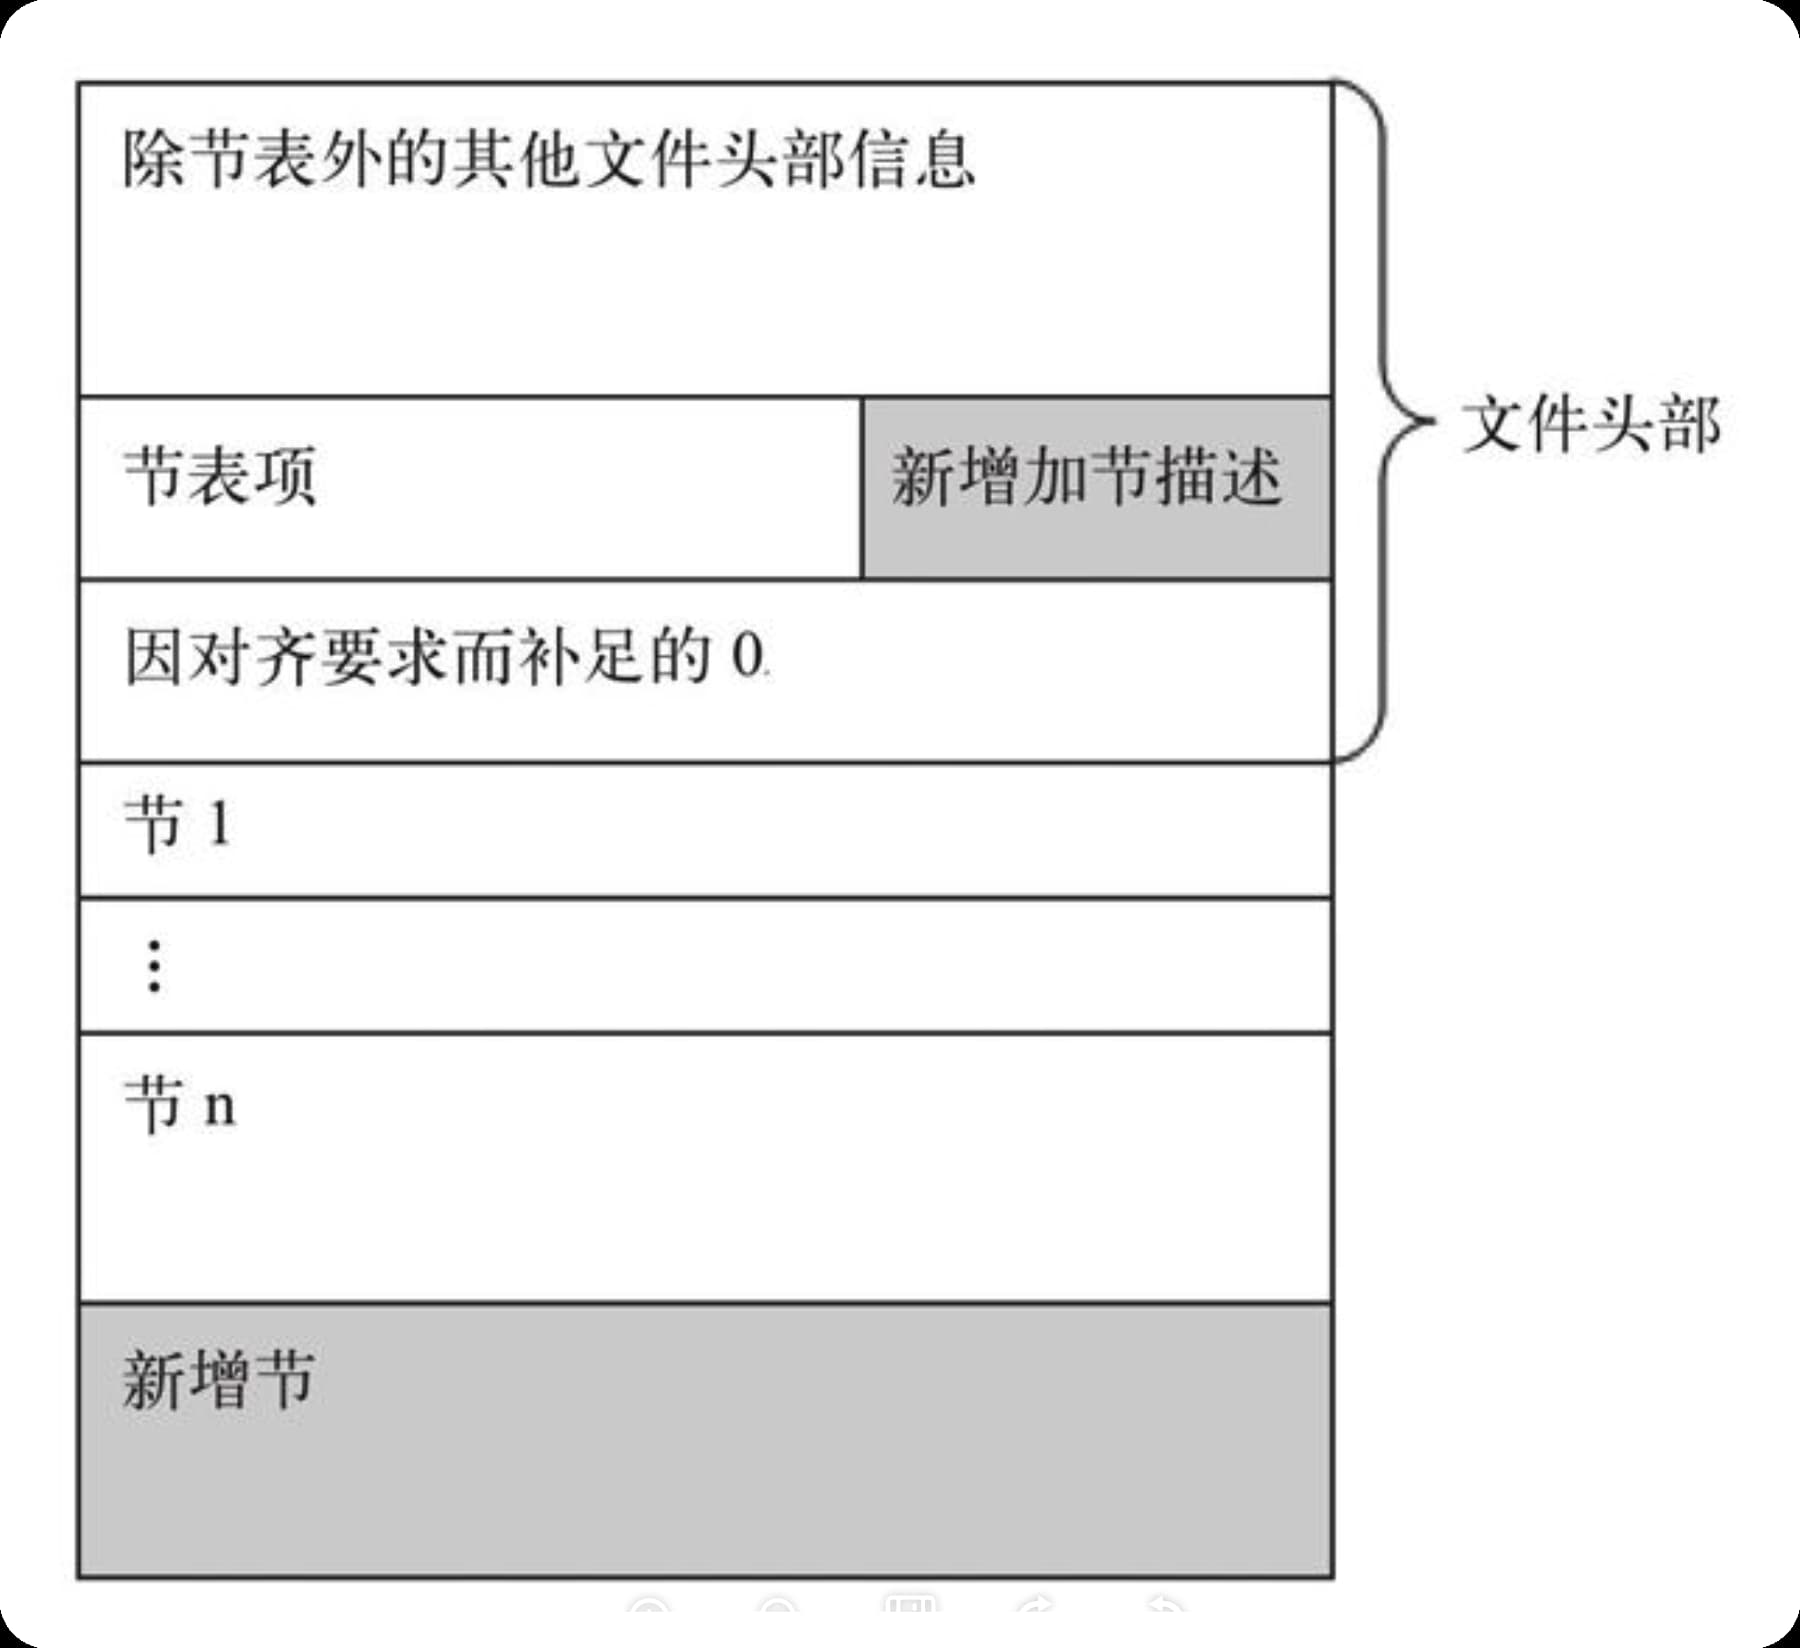 除节表外的其他文件头部信息
节表项
新增加节描述
文件头部
因对齐要求而补足的 0.
节 1
⋮
节 n
新增节